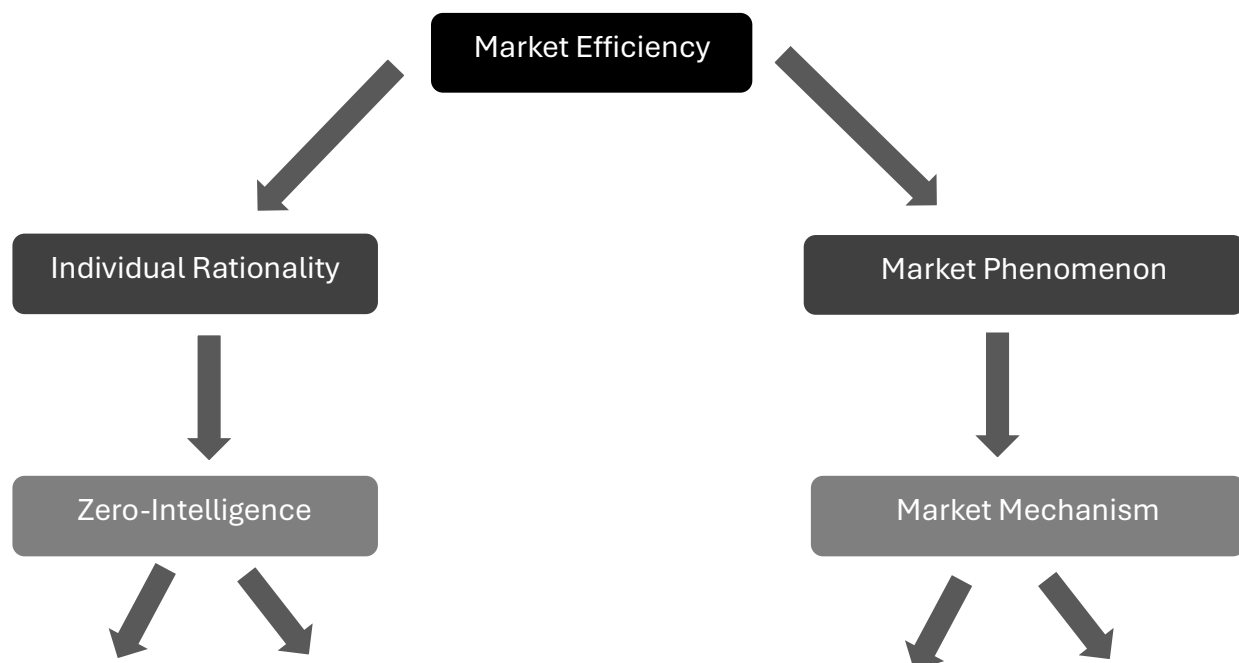 Market Efficiency
Individual Rationality
Market Phenomenon
Zero-Intelligence
Market Mechanism